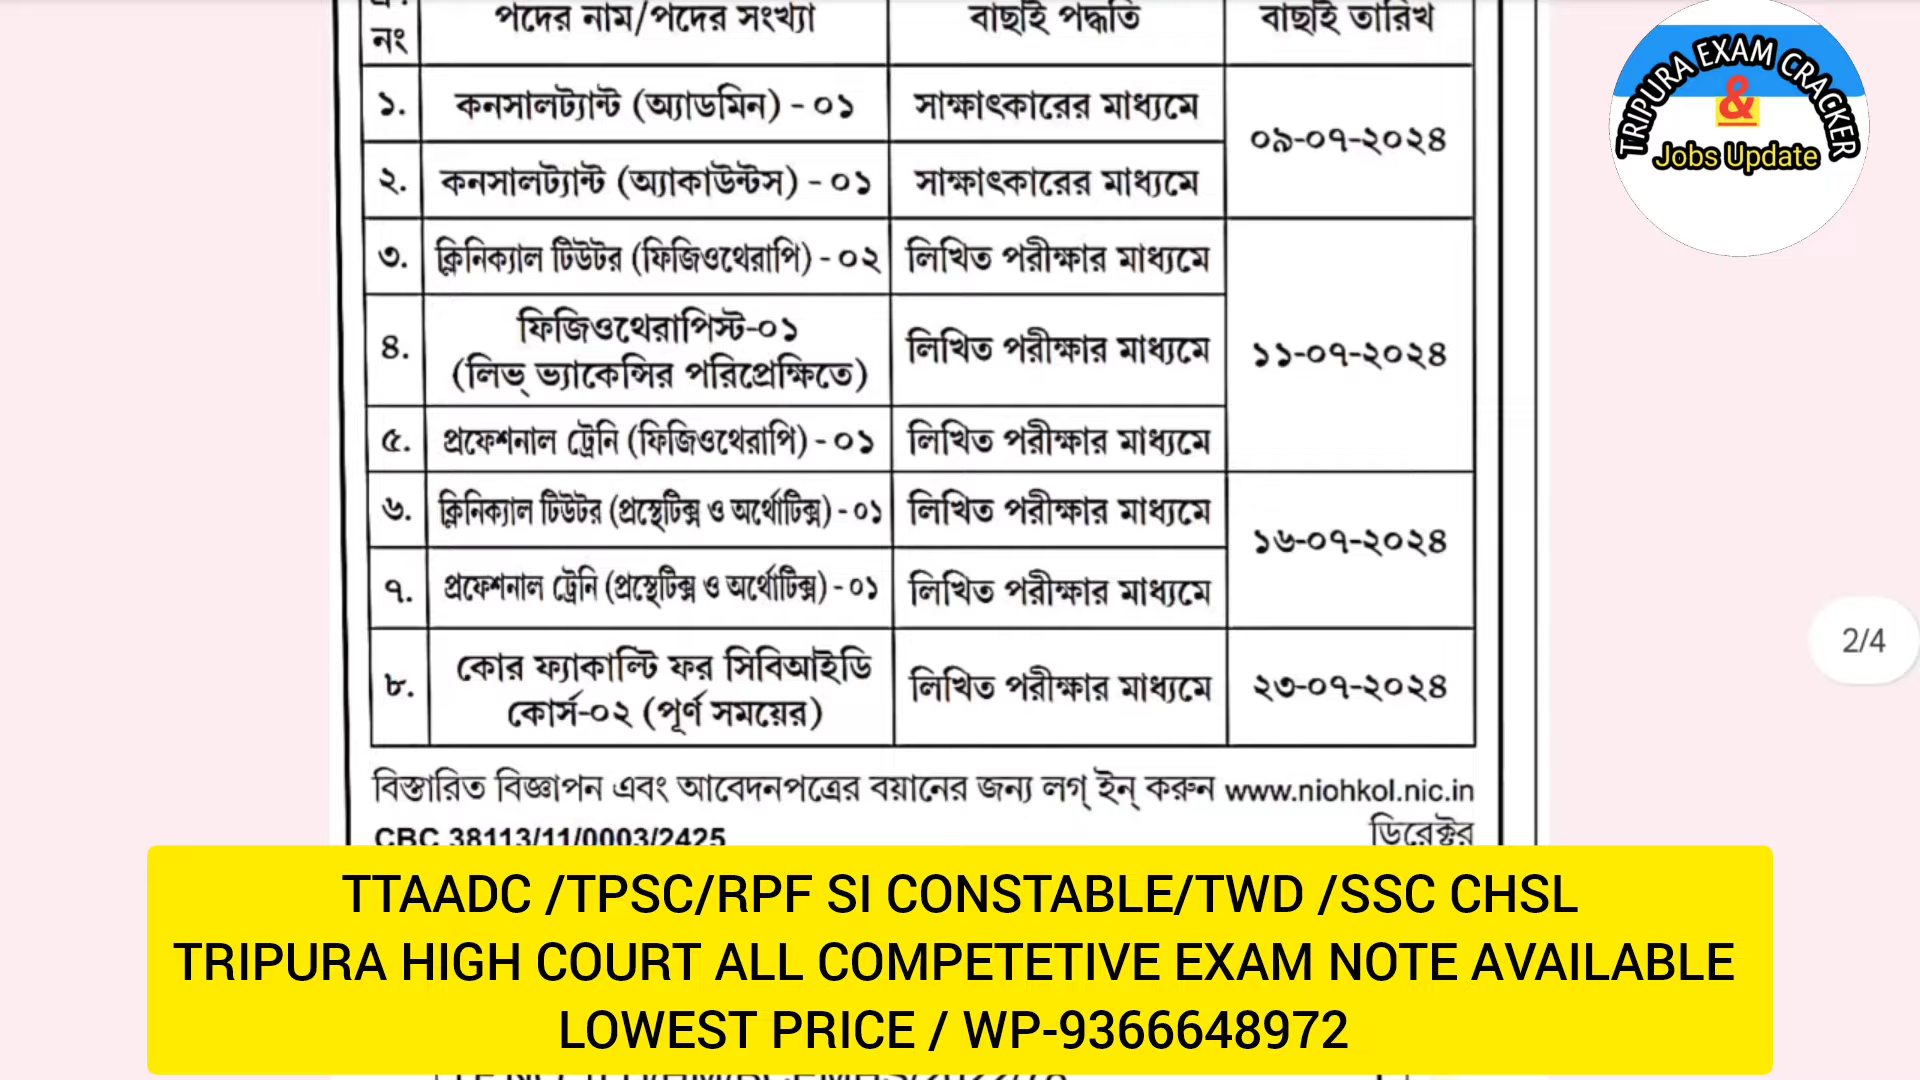 নং
পদের নাম/পদের সংখ্যা
বাছাই পদ্ধতি
বাছাই তারিখ
১.
কনসালট্যান্ট (অ্যাডমিন) - ০১
সাক্ষাৎকারের মাধ্যমে
০৯-০৭-২০২৪
২.
কনসালট্যান্ট (অ্যাকাউন্টস) - ০১
সাক্ষাৎকারের মাধ্যমে
৩.
ক্লিনিক্যাল টিউটর (ফিজিওথেরাপি) - ০২
লিখিত পরীক্ষার মাধ্যমে
৪.
ফিজিওথেরাপিস্ট-০১
(লিভ্ ভ্যাকেন্সির পরিপ্রেক্ষিতে)
লিখিত পরীক্ষার মাধ্যমে
১১-০৭-২০২৪
৫.
প্রফেশনাল ট্রেনি (ফিজিওথেরাপি) - ০১
লিখিত পরীক্ষার মাধ্যমে
৬.
ক্লিনিক্যাল টিউটর (প্রস্থেটিক্স ও অর্থোটিক্স) - ০১
লিখিত পরীক্ষার মাধ্যমে
১৬-০৭-২০২৪
৭.
প্রফেশনাল ট্রেনি (প্রস্থেটিক্স ও অর্থোটিক্স) - ০১
লিখিত পরীক্ষার মাধ্যমে
৮.
কোর ফ্যাকাল্টি ফর সিবিআইডি
কোর্স-০২ (পূর্ণ সময়ের)
লিখিত পরীক্ষার মাধ্যমে
২৩-০৭-২০২৪
বিস্তারিত বিজ্ঞাপন এবং আবেদনপত্রের বয়ানের জন্য লগ্ ইন্ করুন www.niohkol.nic.in
CBC 38113/11/0003/2425
ডিরেক্টর
TRIPURA EXAM CRACKER
&
Jobs Update
2/4
TTAADC /TPSC/RPF SI CONSTABLE/TWD /SSC CHSL
TRIPURA HIGH COURT ALL COMPETETIVE EXAM NOTE AVAILABLE
LOWEST PRICE / WP-9366648972